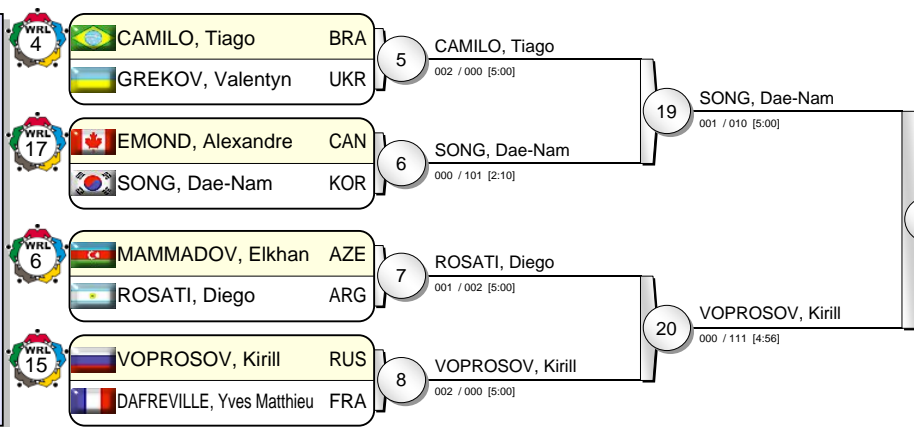 WRL
4
CAMILO, Tiago BRA
GREKOV, Valentyn UKR
5
CAMILO, Tiago
002 / 000 [5:00]
WRL
17
EMOND, Alexandre CAN
SONG, Dae-Nam KOR
6
SONG, Dae-Nam
000 / 101 [2:10]
19
SONG, Dae-Nam
001 / 010 [5:00]
WRL
6
MAMMADOV, Elkhan AZE
ROSATI, Diego ARG
7
ROSATI, Diego
001 / 002 [5:00]
WRL
15
VOPROSOV, Kirill RUS
DAFREVILLE, Yves Matthieu FRA
8
VOPROSOV, Kirill
002 / 000 [5:00]
20
VOPROSOV, Kirill
000 / 111 [4:56]